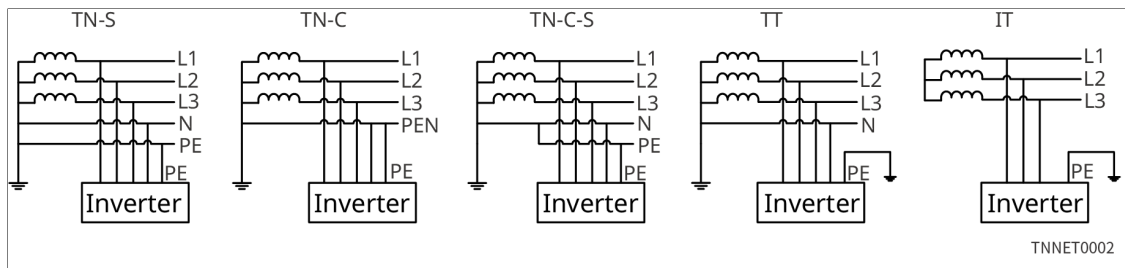 TN-S TN-C TN-C-S TT IT
L1 L1 L1 L1 L1
L2 L2 L2 L2 L2
L3 L3 L3 L3 L3
N PEN N N
PE PE
PE PE PE PE PE
Inverter Inverter Inverter Inverter Inverter
TNNET0002